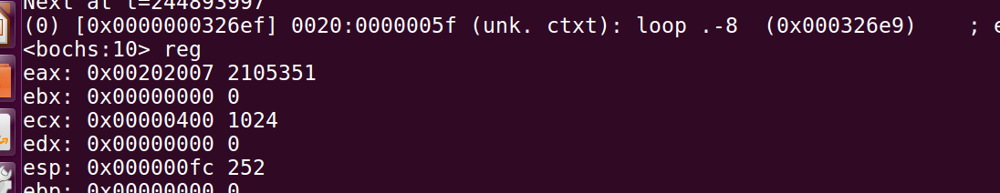 Next at t=244893997
(0) [0x0000000326ef] 0020:0000005f (unk. ctxt): loop .-8  (0x000326e9)    ; e
<bochs:10> reg
eax: 0x00202007 2105351
ebx: 0x00000000 0
ecx: 0x00000400 1024
edx: 0x00000000 0
esp: 0x000000fc 252
ebp: 0x00000000 0